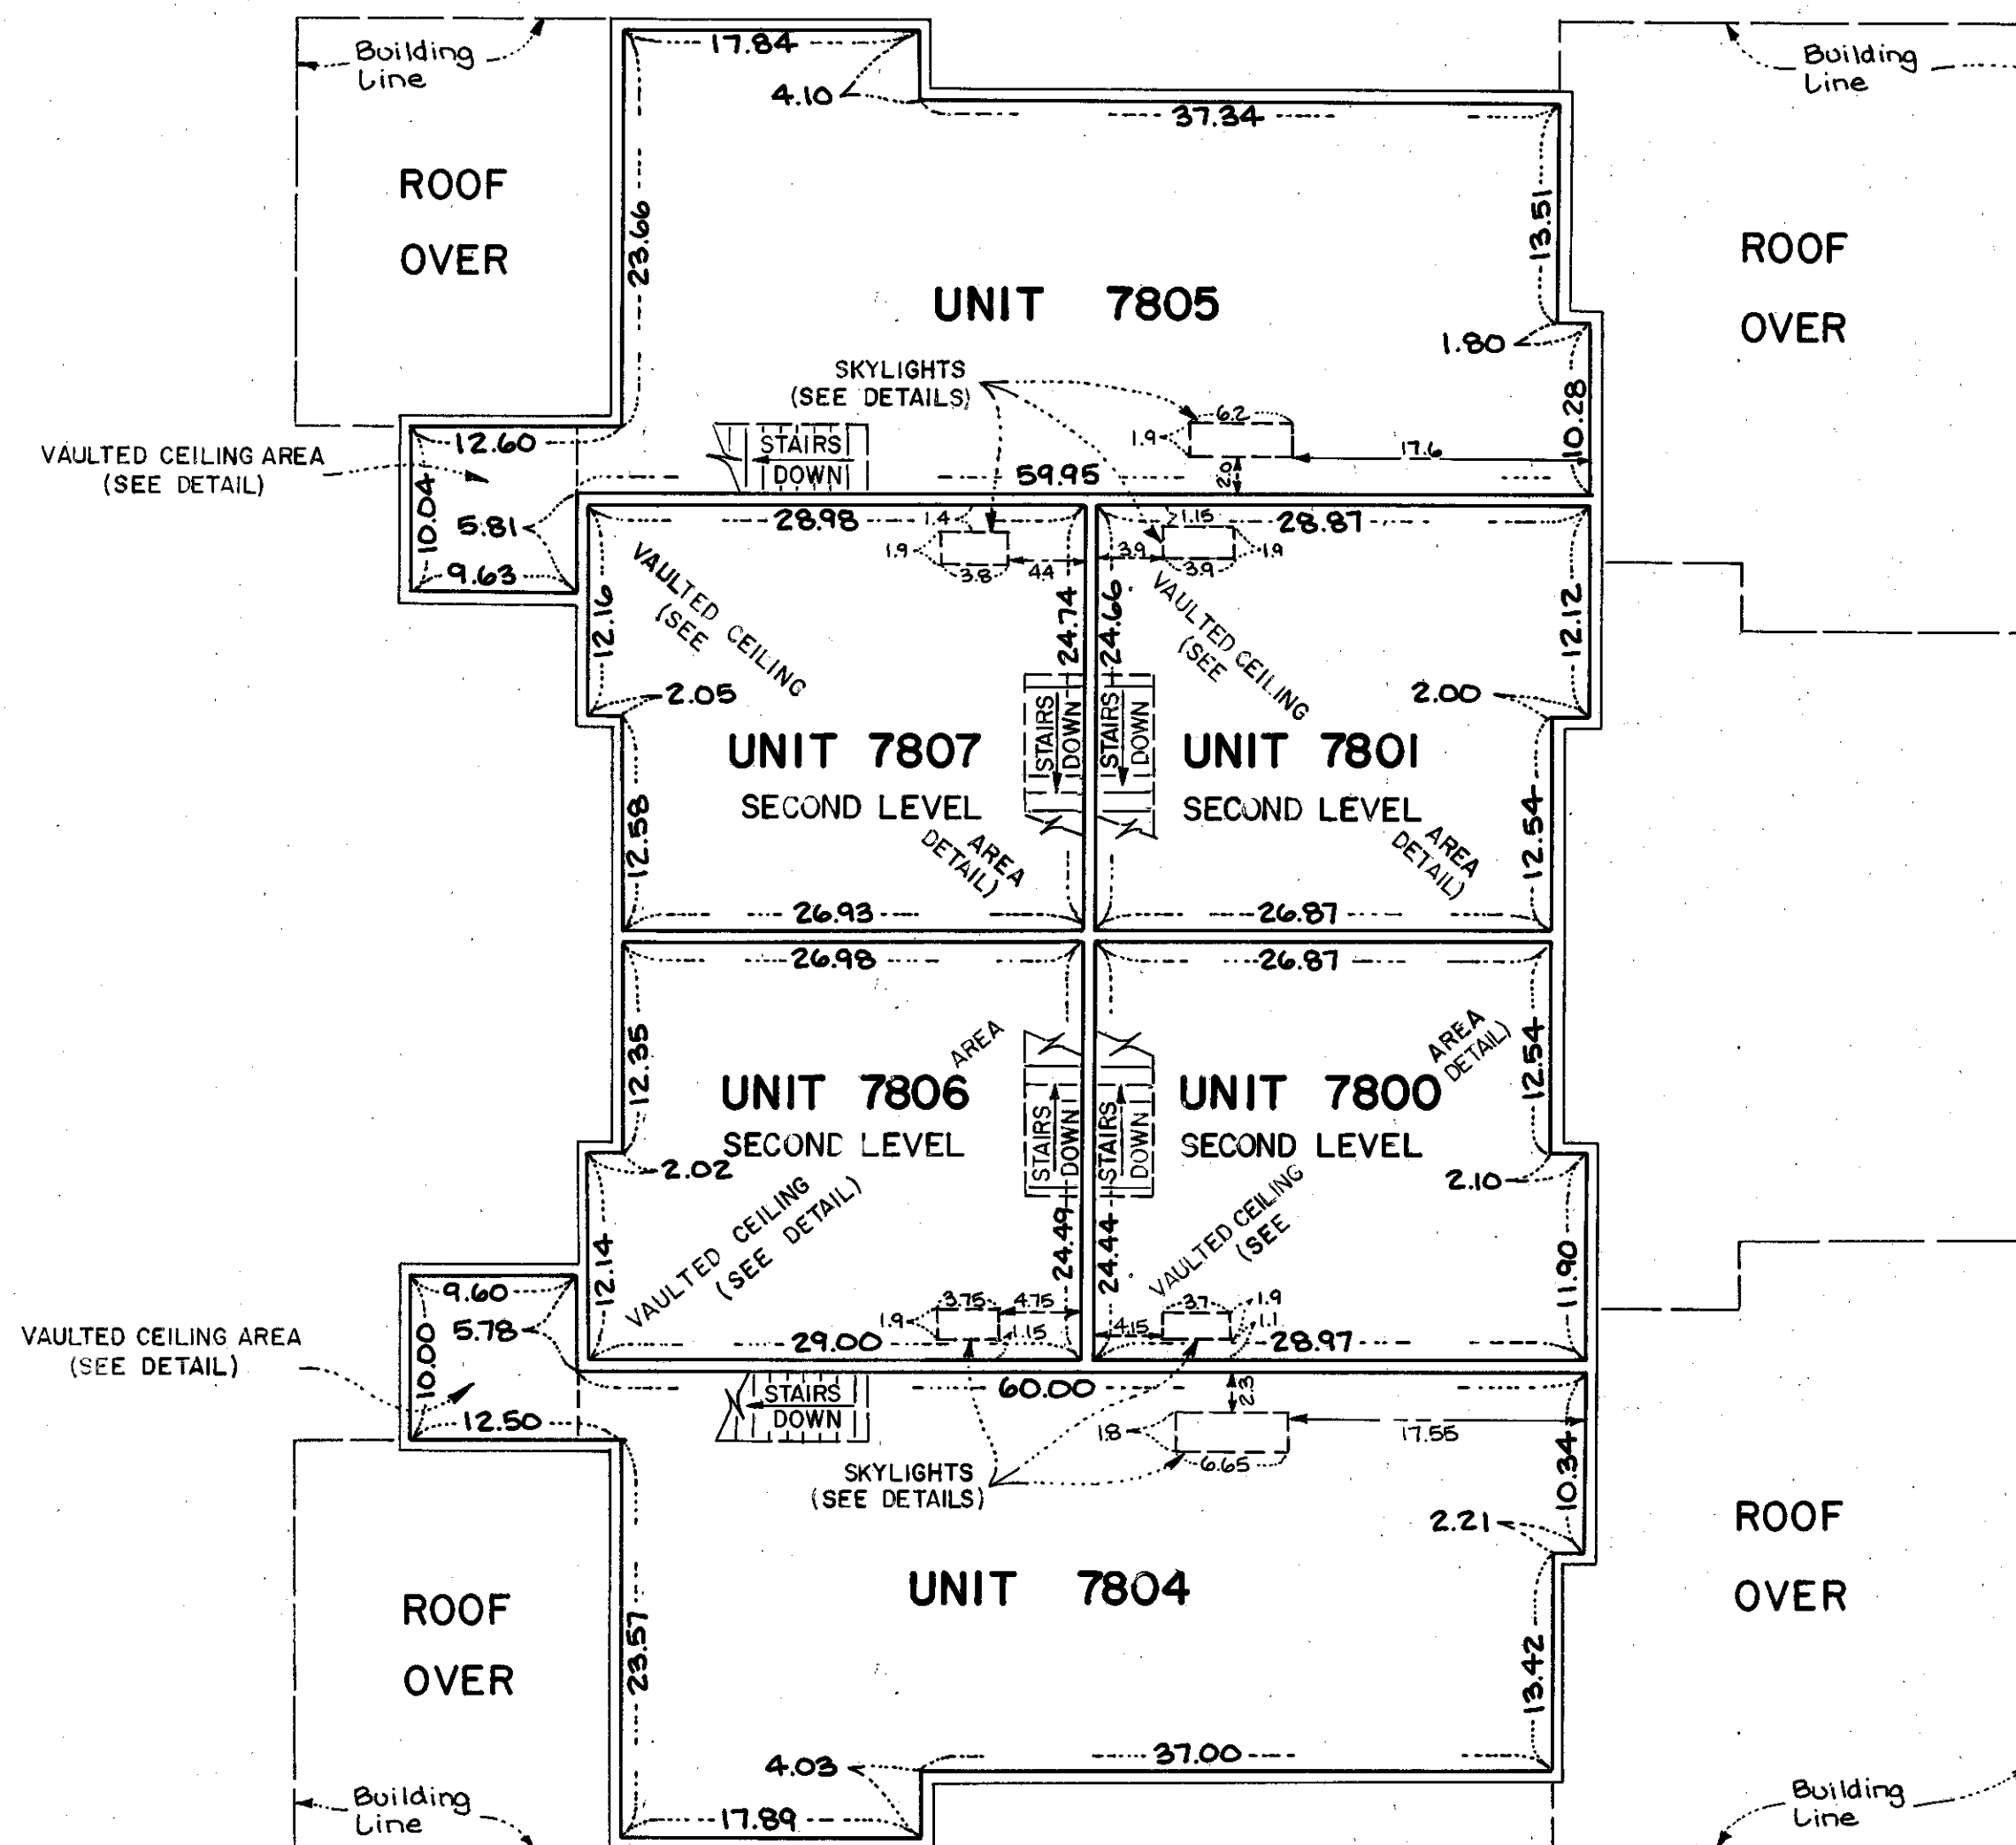 17.84
Building
Line
4.10
37.34
Building
Line
ROOF
OVER
23.66
13.51
ROOF
OVER
UNIT 7805
1.80
SKYLIGHTS
(SEE DETAILS)
6.2
1.9
10.28
12.60
STAIRS
DOWN
17.6
2.0
VAULTED CEILING AREA
(SEE DETAIL)
59.95
10.04
5.81
9.63
28.98
1.4
1.9
3.8
4.4
1.15
28.87
3.9
3.9
1.9
VAULTED CEILING
(SEE
12.16
24.74
24.66
VAULTED CEILING
(SEE
12.12
2.05
2.00
STAIRS
DOWN
STAIRS
DOWN
UNIT 7807
SECOND LEVEL
UNIT 7801
SECOND LEVEL
12.58
AREA
DETAIL)
AREA
DETAIL)
12.54
26.93
26.87
26.98
26.87
12.35
AREA
AREA
DETAIL)
12.54
UNIT 7806
SECOND LEVEL
UNIT 7800
SECOND LEVEL
STAIRS
DOWN
STAIRS
DOWN
2.02
2.10
VAULTED CEILING
(SEE DETAIL)
VAULTED CEILING
(SEE
12.14
24.49
24.44
11.90
9.60
5.78
1.9
3.75
4.75
1.15
29.00
4.15
3.7
1.9
1.1
28.97
VAULTED CEILING AREA
(SEE DETAIL)
10.00
12.50
STAIRS
DOWN
60.00
2.3
1.8
6.65
17.55
10.34
SKYLIGHTS
(SEE DETAILS)
2.21
ROOF
OVER
UNIT 7804
ROOF
OVER
23.57
13.42
4.03
37.00
17.89
Building
Line
Building
Line